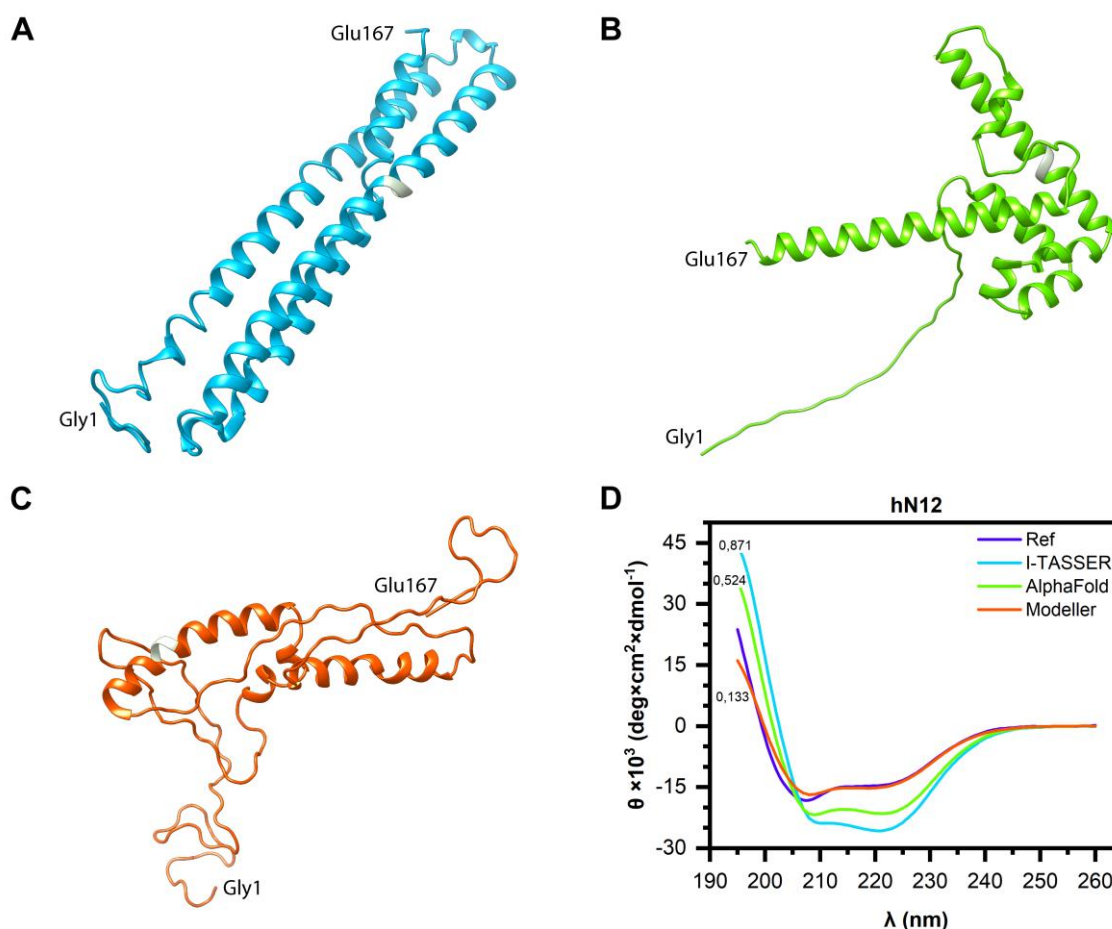 A
Glu167
Gly1
B
Glu167
Gly1
C
Glu167
Gly1
D
hN12
Ref
I-TASSER
AlphaFold
Modeller
0,871
0,524
0,133
45
30
15
0
-15
-30
θ ×10³ (deg×cm²×dmol⁻¹)
190 200 210 220 230 240 250 260
λ (nm)